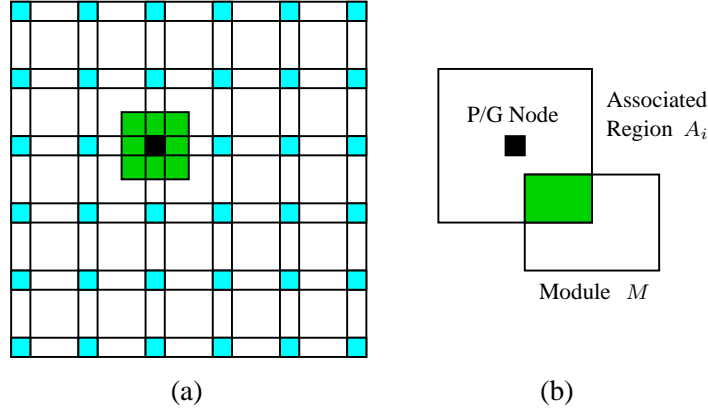 P/G Node
Associated
Region A_i
Module M
(a)
(b)